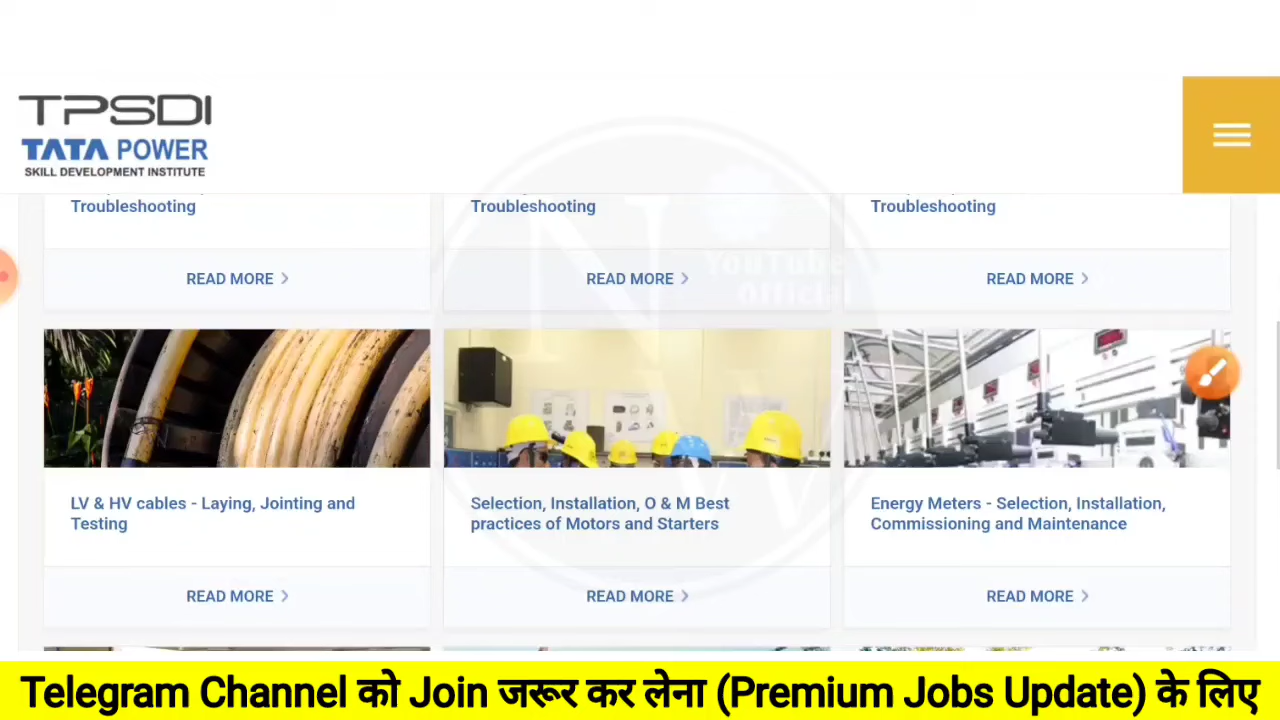 TPSDI
TATA POWER
SKILL DEVELOPMENT INSTITUTE
Troubleshooting
Troubleshooting
Troubleshooting
READ MORE
READ MORE
READ MORE
YouTube
Official
N
W
LV & HV cables - Laying, Jointing and
Testing
Selection, Installation, O & M Best
practices of Motors and Starters
Energy Meters - Selection, Installation,
Commissioning and Maintenance
READ MORE
READ MORE
READ MORE
Telegram Channel को Join जरूर कर लेना (Premium Jobs Update) के लिए